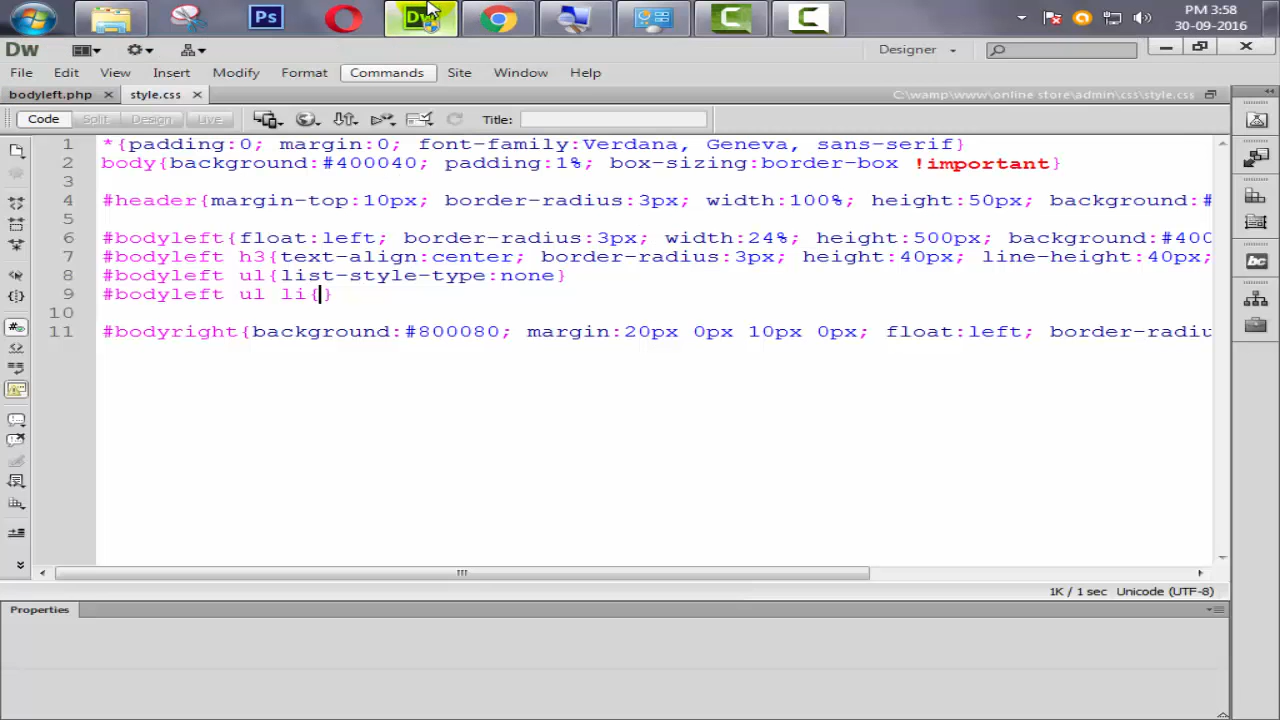 Ps
Dw
PM 3:58
30-09-2016
Dw
Designer
File Edit View Insert Modify Format Commands Site Window Help
bodyleft.php style.css C:\wamp\www\online store\admin\css\style.css
Code Split Design Live Title:
1 *{padding:0; margin:0; font-family:Verdana, Geneva, sans-serif}
2 body{background:#400040; padding:1%; box-sizing:border-box !important}
3
4 #header{margin-top:10px; border-radius:3px; width:100%; height:50px; background:#
5
6 #bodyleft{float:left; border-radius:3px; width:24%; height:500px; background:#400
7 #bodyleft h3{text-align:center; border-radius:3px; height:40px; line-height:40px;
8 #bodyleft ul{list-style-type:none}
9 #bodyleft ul li{}
10
11 #bodyright{background:#800080; margin:20px 0px 10px 0px; float:left; border-radiu
bc
1K / 1 sec Unicode (UTF-8)
Properties